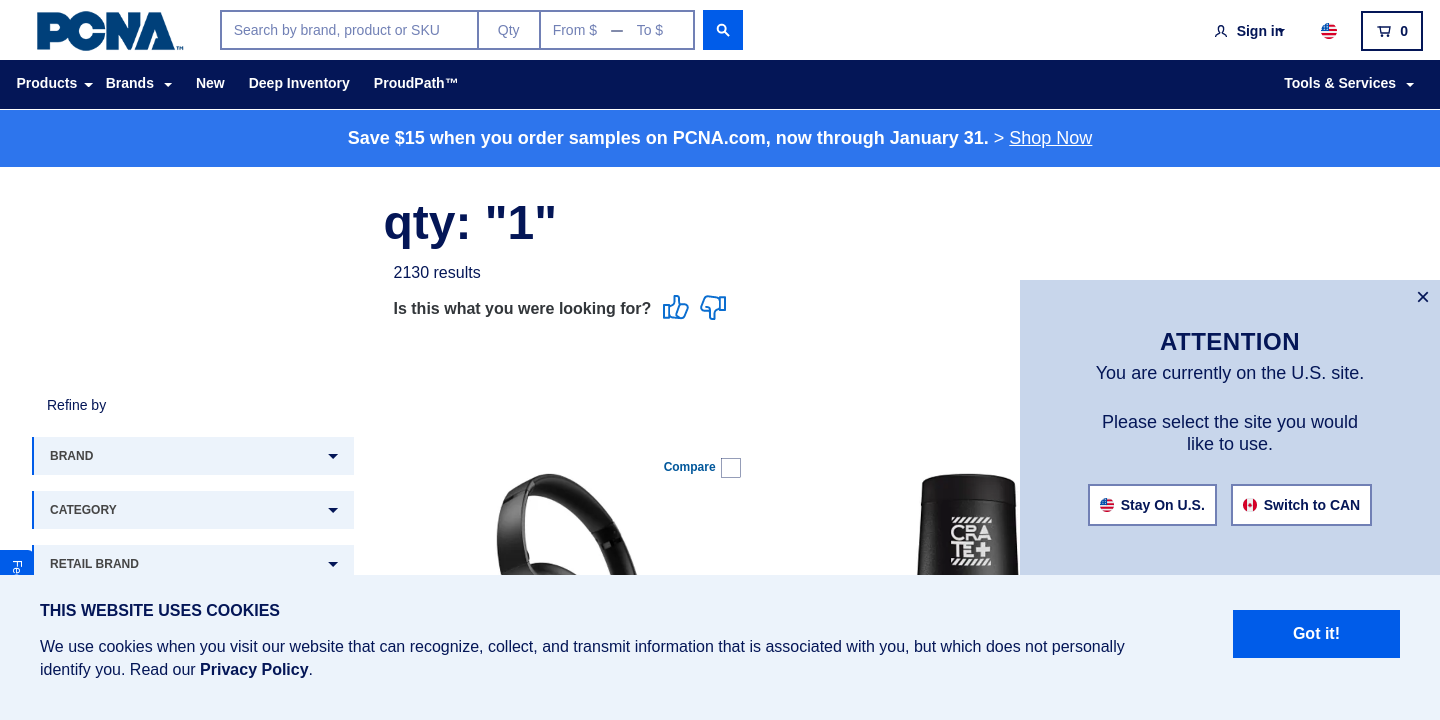 PCNA™
Search by brand, product or SKU
Qty
From $
To $
Sign in
0
Products
Brands
New
Deep Inventory
ProudPath™
Tools & Services
Save $15 when you order samples on PCNA.com, now through January 31. > Shop Now
qty: "1"
2130 results
Is this what you were looking for?
×
ATTENTION
You are currently on the U.S. site.
Please select the site you would
like to use.
Stay On U.S.
Switch to CAN
Refine by
BRAND
CATEGORY
RETAIL BRAND
Compare
CRATE+
THIS WEBSITE USES COOKIES
We use cookies when you visit our website that can recognize, collect, and transmit information that is associated with you, but which does not personally
identify you. Read our Privacy Policy.
Got it!